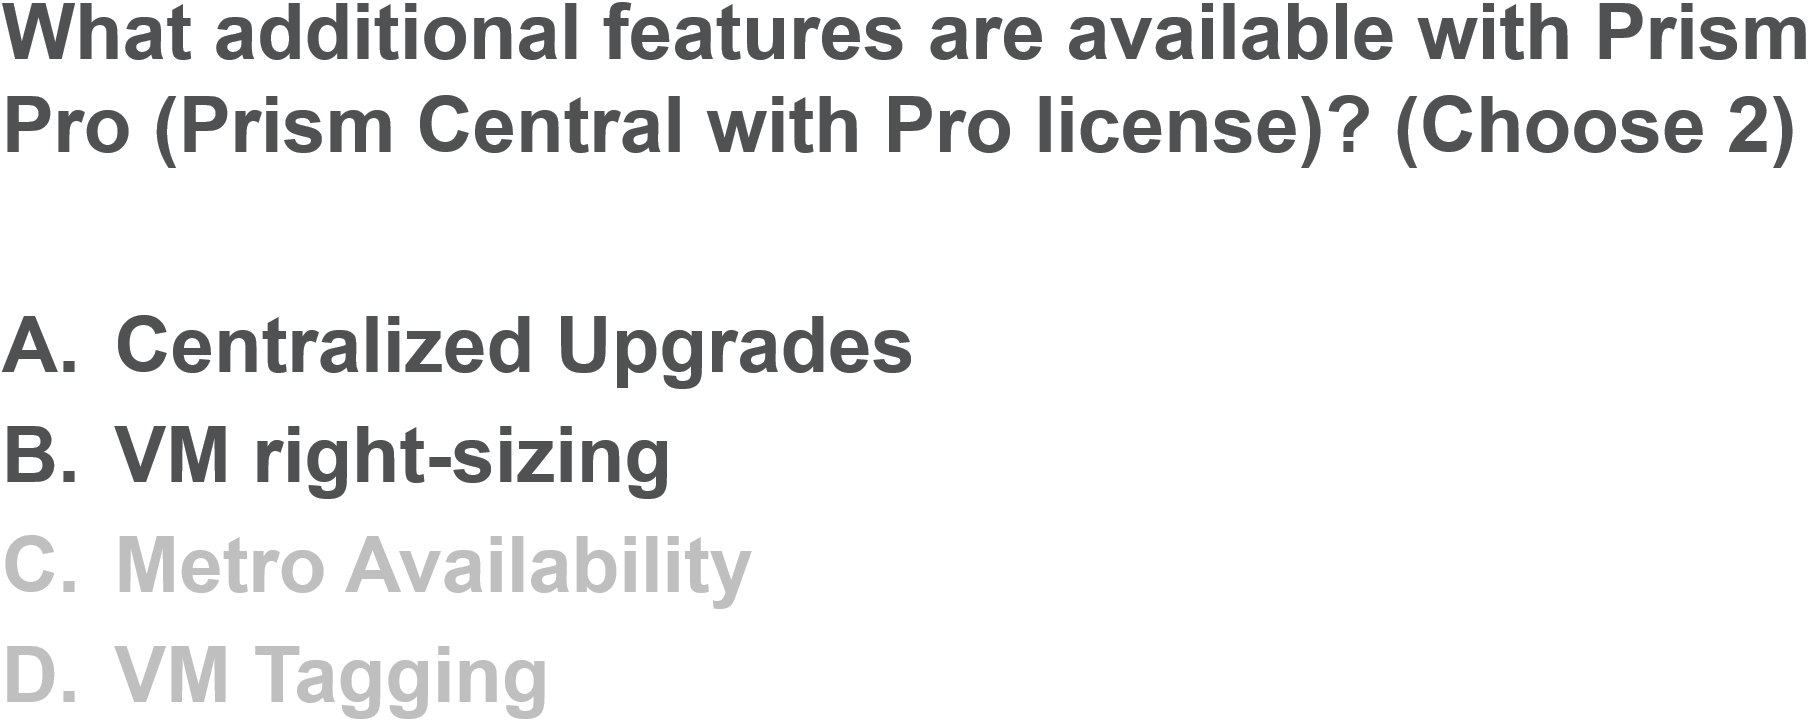 What additional features are available with Prism
Pro (Prism Central with Pro license)? (Choose 2)
A. Centralized Upgrades
B. VM right-sizing
C. Metro Availability
D. VM Tagging